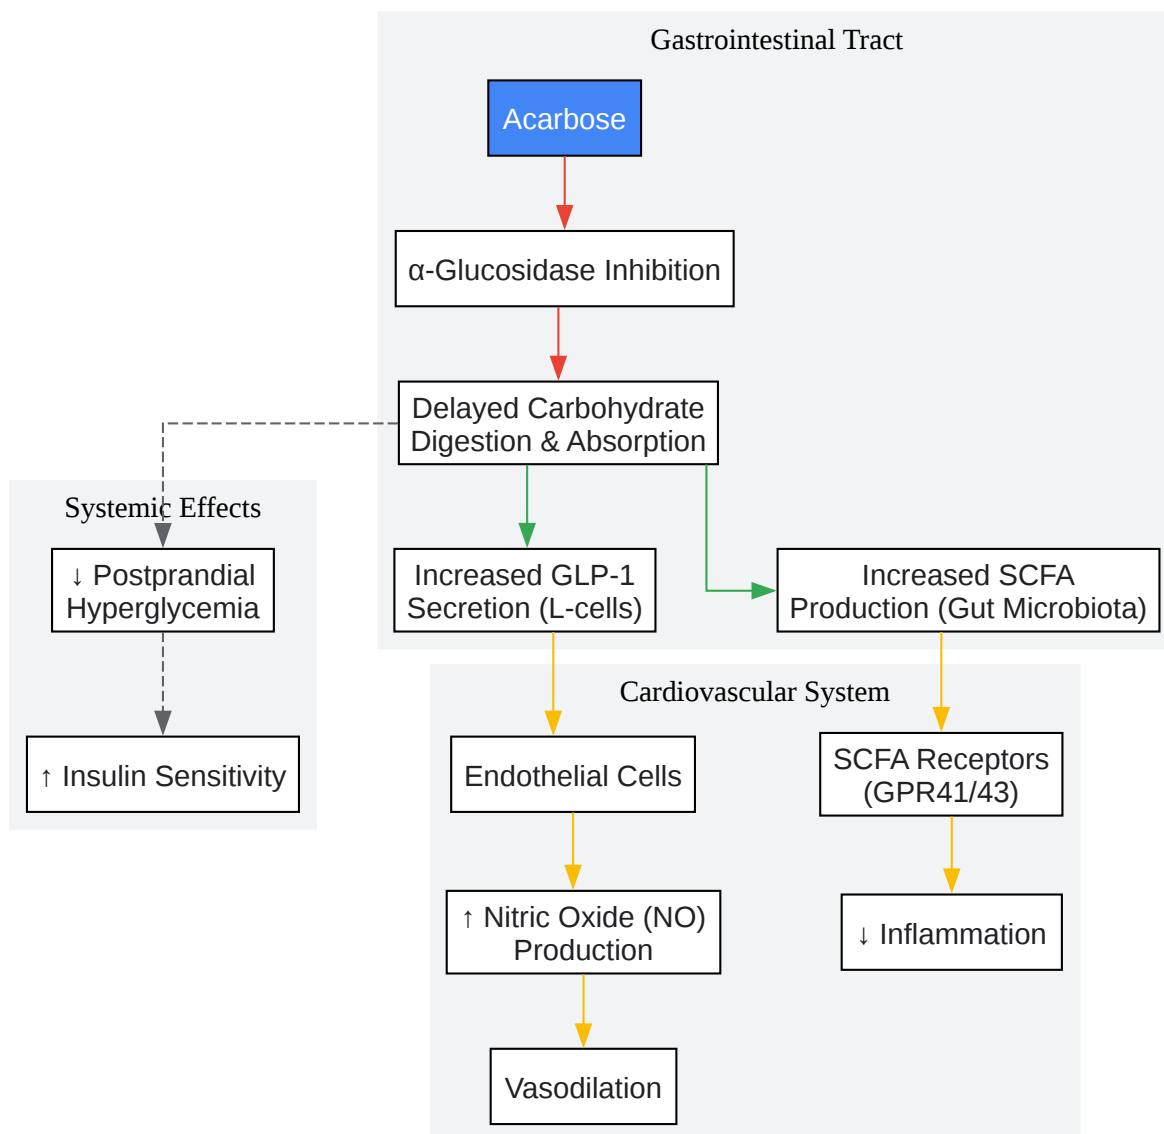 Gastrointestinal Tract
Acarbose
α-Glucosidase Inhibition
Delayed Carbohydrate
Digestion & Absorption
Systemic Effects
↓ Postprandial
Hyperglycemia
Increased GLP-1
Secretion (L-cells)
Increased SCFA
Production (Gut Microbiota)
Cardiovascular System
↑ Insulin Sensitivity
Endothelial Cells
SCFA Receptors
(GPR41/43)
↑ Nitric Oxide (NO)
Production
↓ Inflammation
Vasodilation